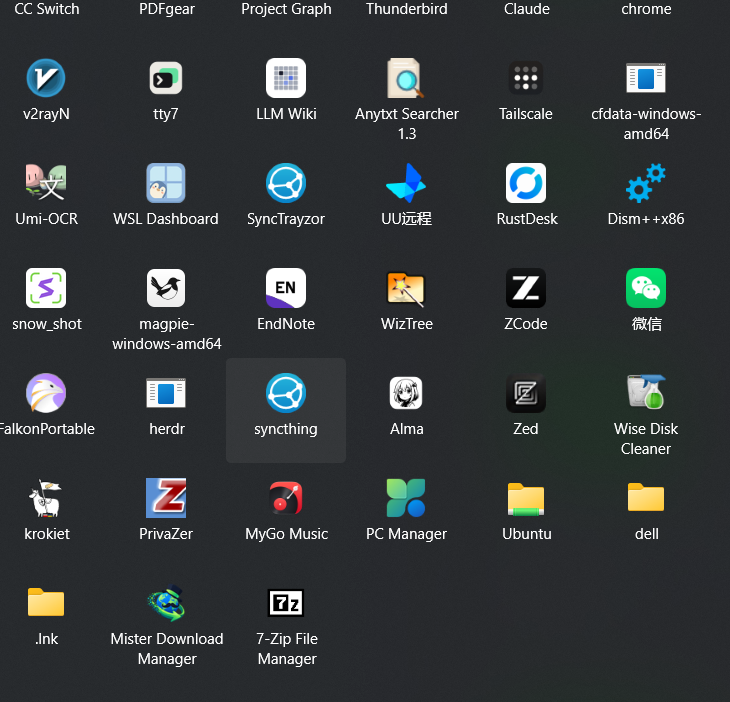 CC Switch
PDFgear
Project Graph
Thunderbird
Claude
chrome
v2rayN
tty7
LLM Wiki
Anytxt Searcher
1.3
Tailscale
cfdata-windows-
amd64
Umi-OCR
WSL Dashboard
SyncTrayzor
UU远程
RustDesk
Dism++x86
snow_shot
magpie-
windows-amd64
EN
EndNote
WizTree
ZCode
微信
FalkonPortable
herdr
syncthing
Alma
Zed
Wise Disk
Cleaner
krokiet
PrivaZer
MyGo Music
PC Manager
Ubuntu
dell
.lnk
Mister Download
Manager
7z
7-Zip File
Manager